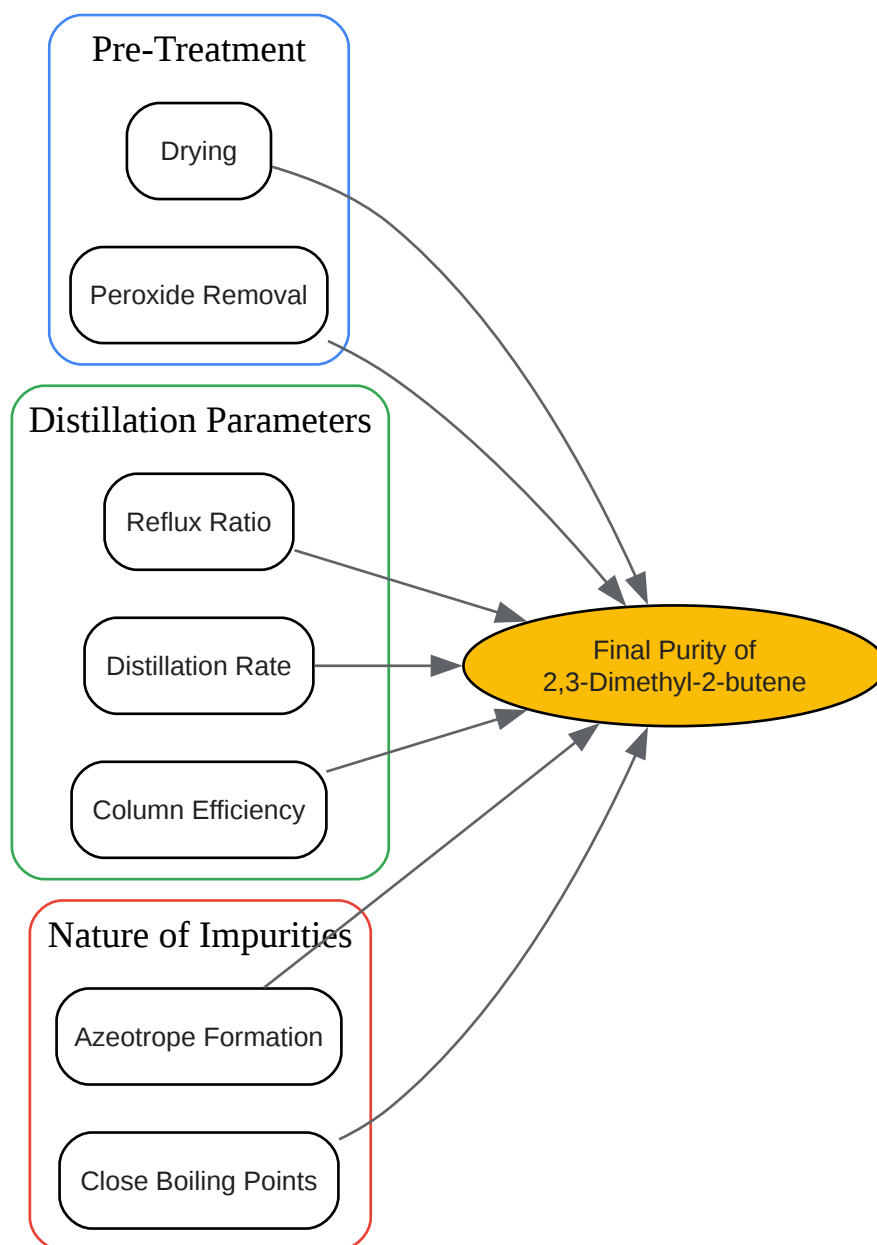 Pre-Treatment
Drying
Peroxide Removal
Distillation Parameters
Reflux Ratio
Distillation Rate
Column Efficiency
Final Purity of
2,3-Dimethyl-2-butene
Nature of Impurities
Azeotrope Formation
Close Boiling Points